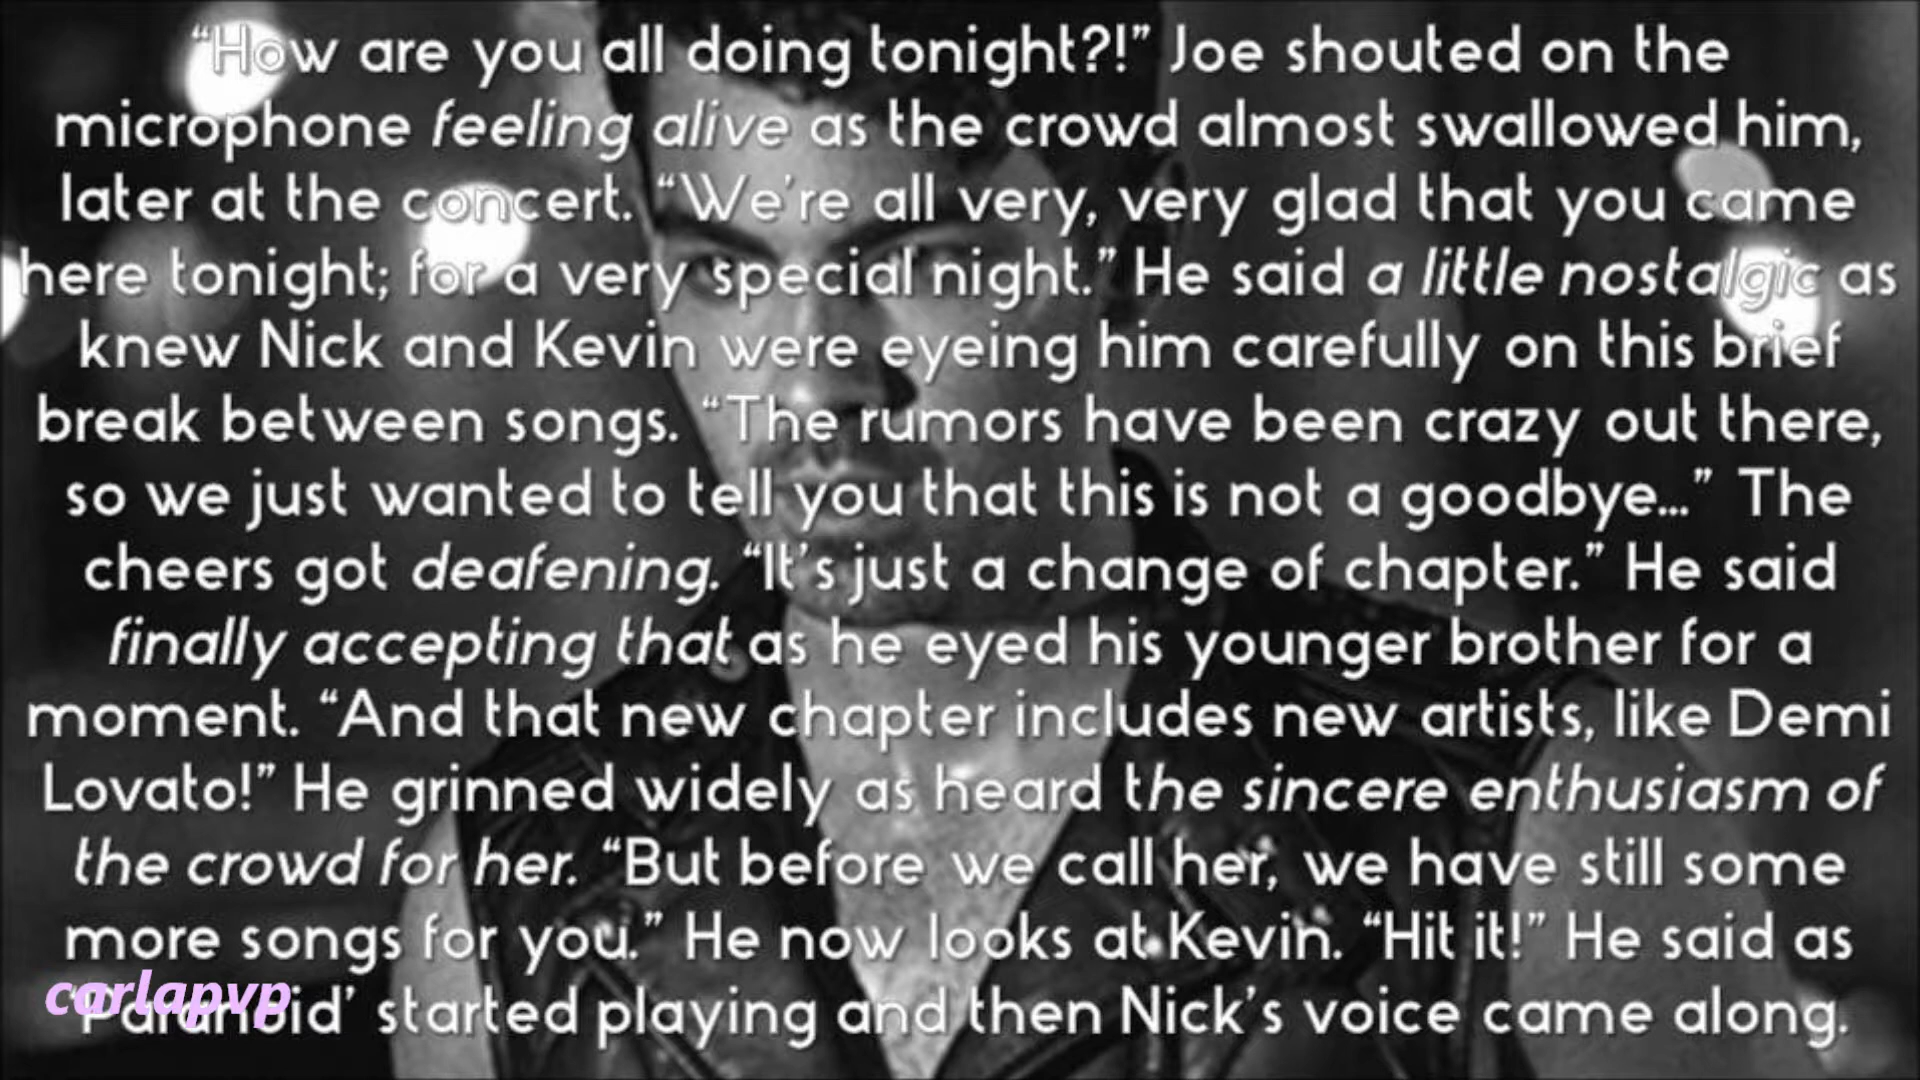 “How are you all doing tonight?!” Joe shouted on the
microphone feeling alive as the crowd almost swallowed him,
later at the concert. “We’re all very, very glad that you came
here tonight; for a very special night.” He said a little nostalgic as
knew Nick and Kevin were eyeing him carefully on this brief
break between songs. “The rumors have been crazy out there,
so we just wanted to tell you that this is not a goodbye...” The
cheers got deafening. “It’s just a change of chapter.” He said
finally accepting that as he eyed his younger brother for a
moment. “And that new chapter includes new artists, like Demi
Lovato!” He grinned widely as heard the sincere enthusiasm of
the crowd for her. “But before we call her, we have still some
more songs for you.” He now looks at Kevin. “Hit it!” He said as
‘Paranoid’ started playing and then Nick’s voice came along.
carlapvp